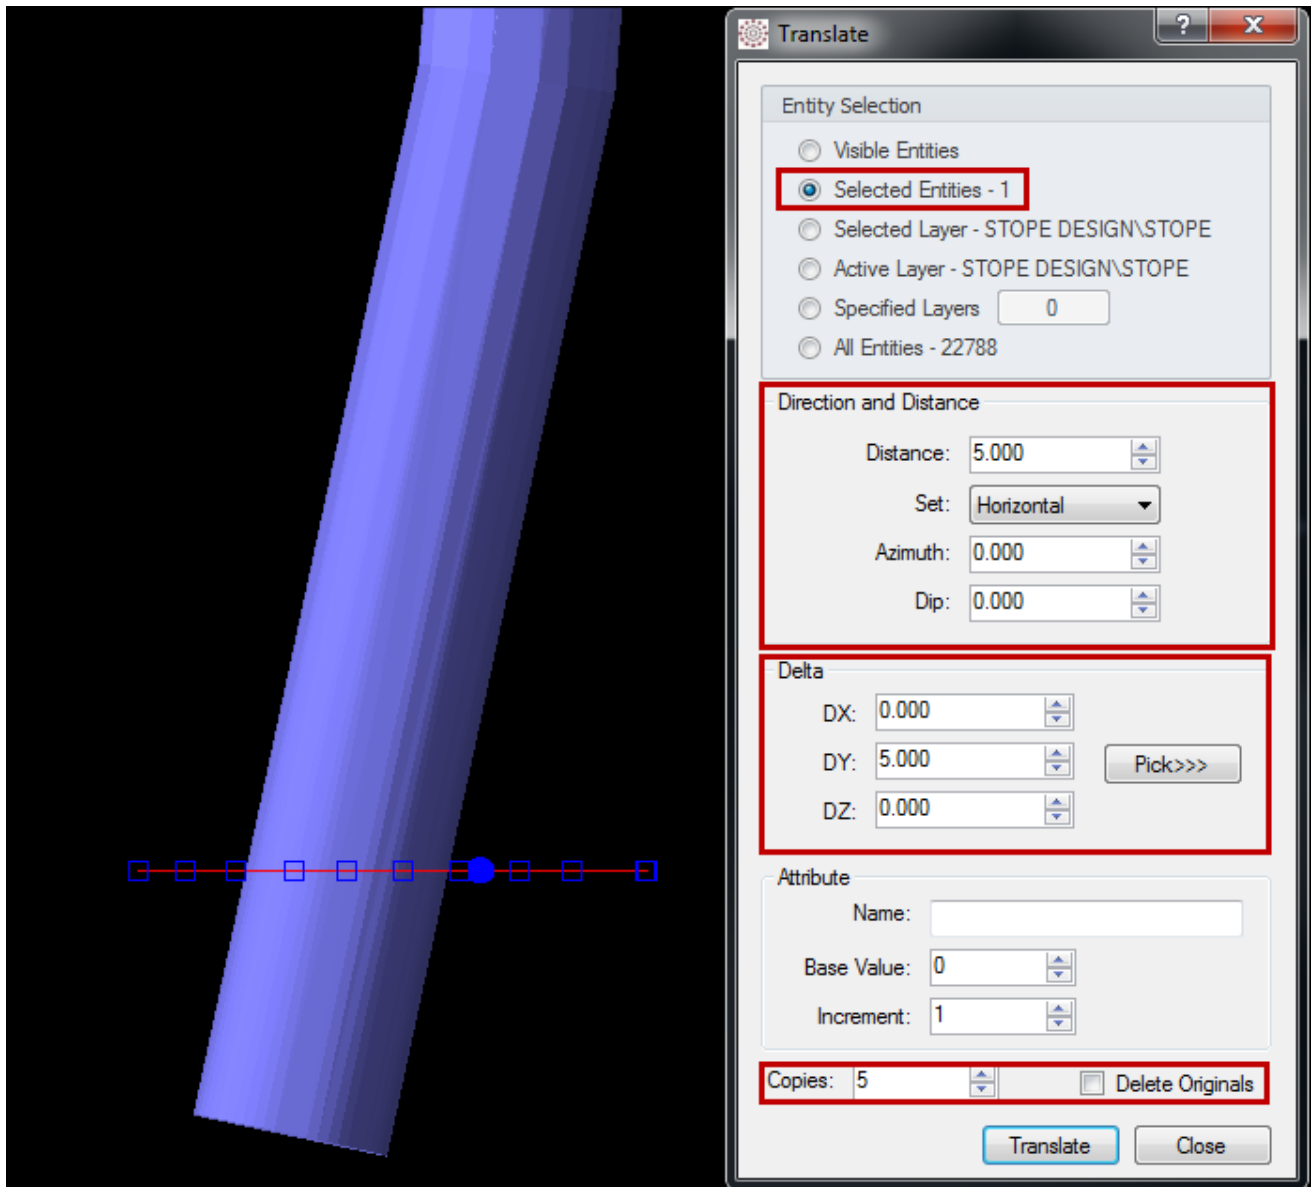 Translate
?
X
Entity Selection
Visible Entities
Selected Entities - 1
Selected Layer - STOPE DESIGN\STOPE
Active Layer - STOPE DESIGN\STOPE
Specified Layers 0
All Entities - 22788
Direction and Distance
Distance: 5.000
Set: Horizontal
Azimuth: 0.000
Dip: 0.000
Delta
DX: 0.000
DY: 5.000 Pick>>>
DZ: 0.000
Attribute
Name:
Base Value: 0
Increment: 1
Copies: 5 Delete Originals
Translate Close